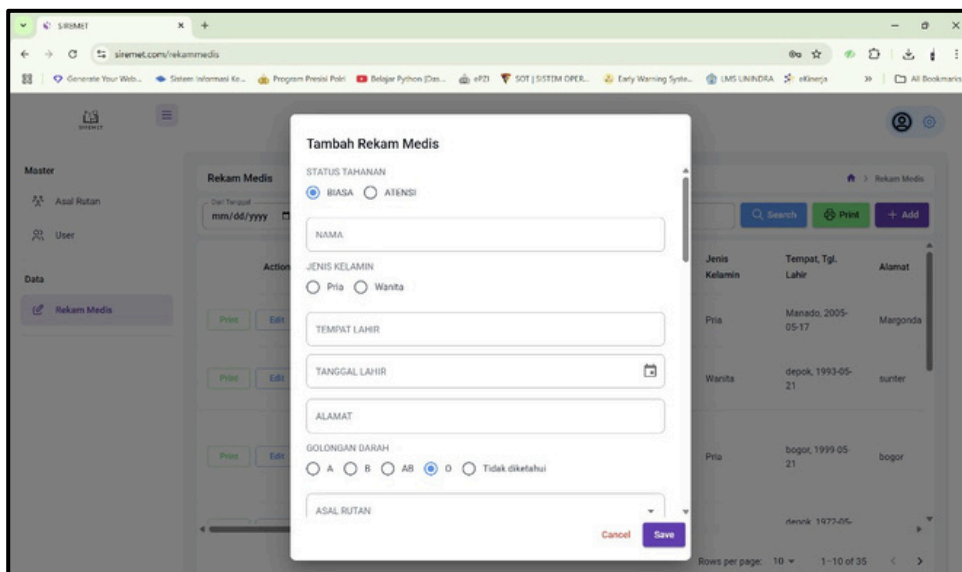 SIREMET
siremet.com/rekammedis
Generate Your Web...
Sistem Informasi Ke...
Program Presisi Polri
Belajar Python [Das...
ePZI
SOT | SISTEM OPER...
Early Warning Syste...
LMS UNINDRA
eKinerja
All Bookmarks
SIREMET
Master
Asal Rutan
User
Data
Rekam Medis
Rekam Medis
Rekam Medis
Dari Tanggal
mm/dd/yyyy
Search
Print
+ Add
Action
Jenis Kelamin
Tempat, Tgl. Lahir
Alamat
Print
Edit
Pria
Manado, 2005-05-17
Margonda
Print
Edit
Wanita
depok, 1993-05-21
sunter
Print
Edit
Pria
bogor, 1999-05-21
bogor
depok, 1972-05-
Rows per page: 10
1–10 of 35
Tambah Rekam Medis
STATUS TAHANAN
BIASA ATENSI
NAMA
JENIS KELAMIN
Pria Wanita
TEMPAT LAHIR
TANGGAL LAHIR
ALAMAT
GOLONGAN DARAH
A B AB O Tidak diketahui
ASAL RUTAN
Cancel Save